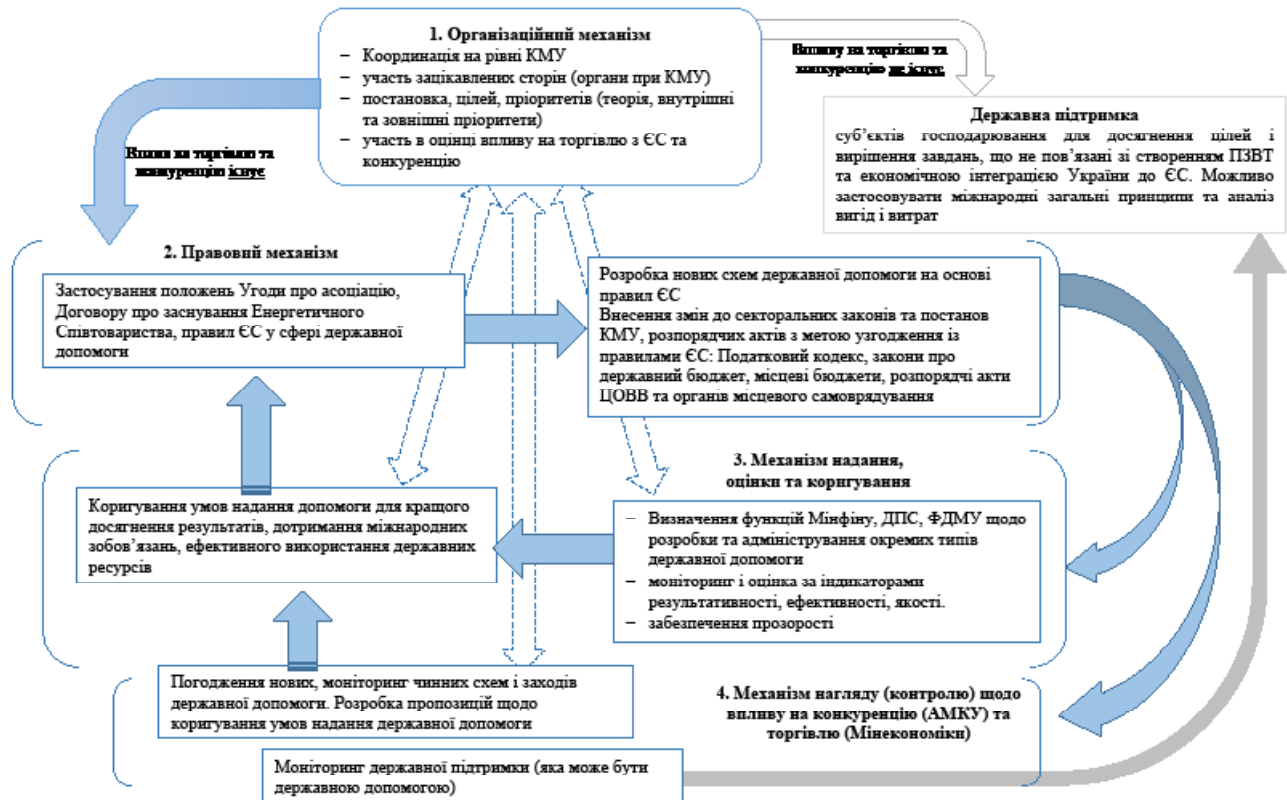 1. Організаційний механізм
– Координація на рівні КМУ
– участь зацікавлених сторін (органи при КМУ)
– постановка, цілей, пріоритетів (теорія, внутрішні
та зовнішні пріоритети)
– участь в оцінці впливу на торгівлю з ЄС та
конкуренцію
Впливу на торгівлю та
конкуренцію не існує
Державна підтримка
суб’єктів господарювання для досягнення цілей і
вирішення завдань, що не пов’язані зі створенням ПЗВТ
та економічною інтеграцією України до ЄС. Можливо
застосовувати міжнародні загальні принципи та аналіз
вигід і витрат
Вплив на торгівлю та
конкуренцію існує
2. Правовий механізм
Застосування положень Угоди про асоціацію,
Договору про заснування Енергетичного
Співтовариства, правил ЄС у сфері державної
допомоги
Розробка нових схем державної допомоги на основі
правил ЄС
Внесення змін до секторальних законів та постанов
КМУ, розпорядчих актів з метою узгодження із
правилами ЄС: Податковий кодекс, закони про
державний бюджет, місцеві бюджети, розпорядчі акти
ЦОВВ та органів місцевого самоврядування
3. Механізм надання,
оцінки та коригування
– Визначення функцій Мінфіну, ДПС, ФДМУ щодо
розробки та адміністрування окремих типів
державної допомоги
– моніторинг і оцінка за індикаторами
результативності, ефективності, якості.
– забезпечення прозорості
Коригування умов надання допомоги для кращого
досягнення результатів, дотримання міжнародних
зобов’язань, ефективного використання державних
ресурсів
Погодження нових, моніторинг чинних схем і заходів
державної допомоги. Розробка пропозицій щодо
коригування умов надання державної допомоги
4. Механізм нагляду (контролю) щодо
впливу на конкуренцію (АМКУ) та
торгівлю (Мінекономіки)
Моніторинг державної підтримки (яка може бути
державною допомогою)